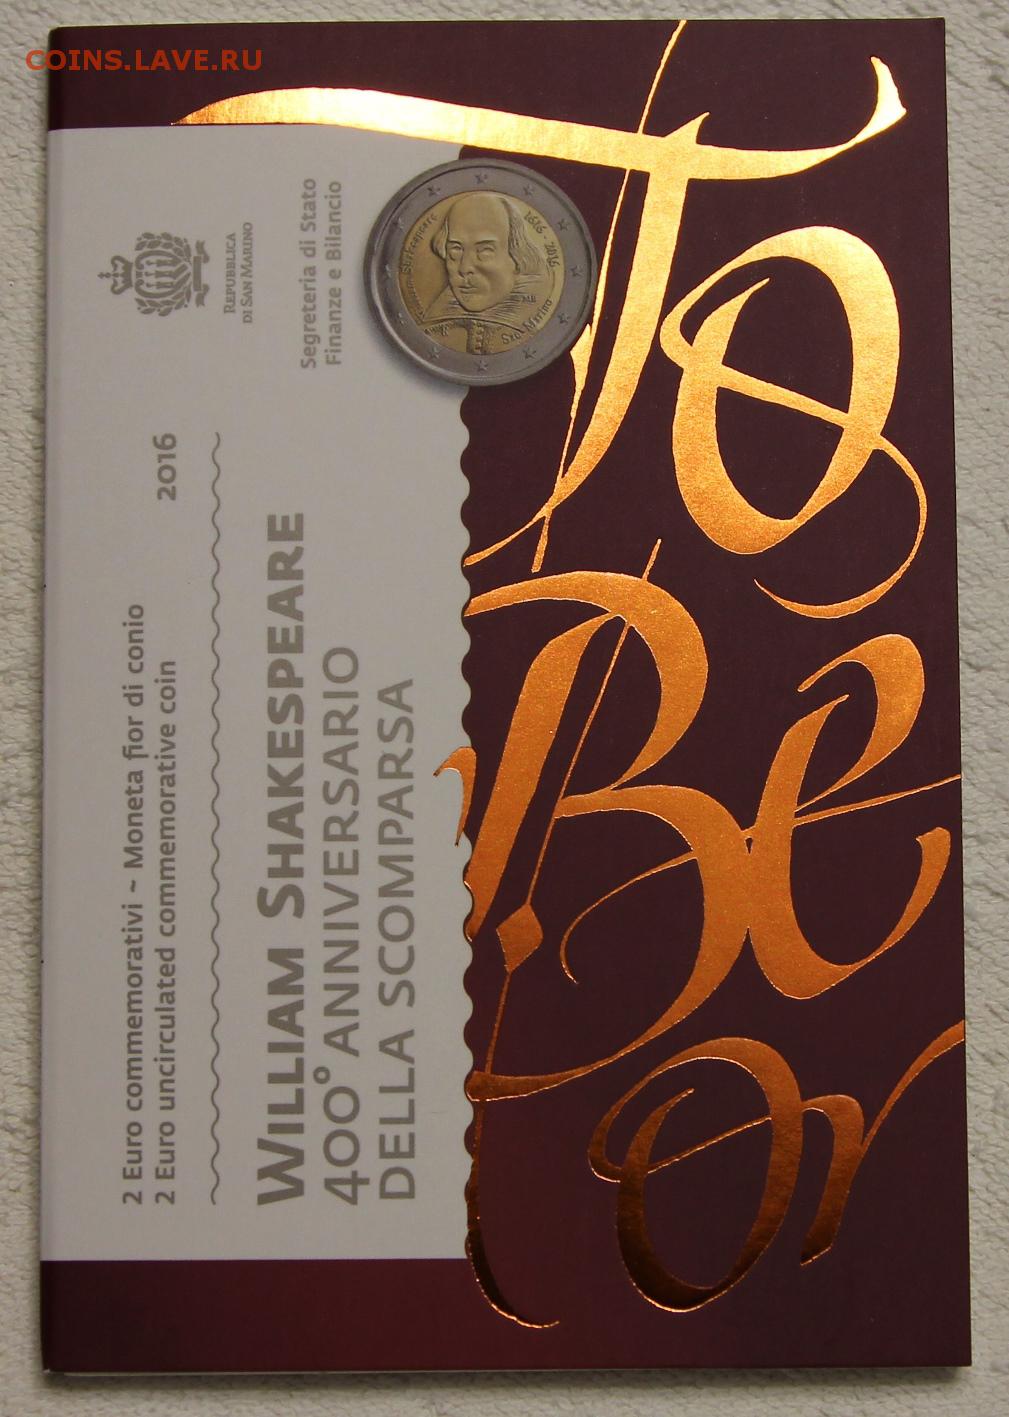 COINS.LAVE.RU
2 Euro commemorativi ~ Moneta fior di conio 2016
2 Euro uncirculated commemorative coin
REPUBBLICA
DI SAN MARINO
WILLIAM SHAKESPEARE
400° ANNIVERSARIO
DELLA SCOMPARSA
Segreteria di Stato
Finanze e Bilancio
William Shakespeare
1616 - 2016
San Marino
R
MB
To
Be
Or